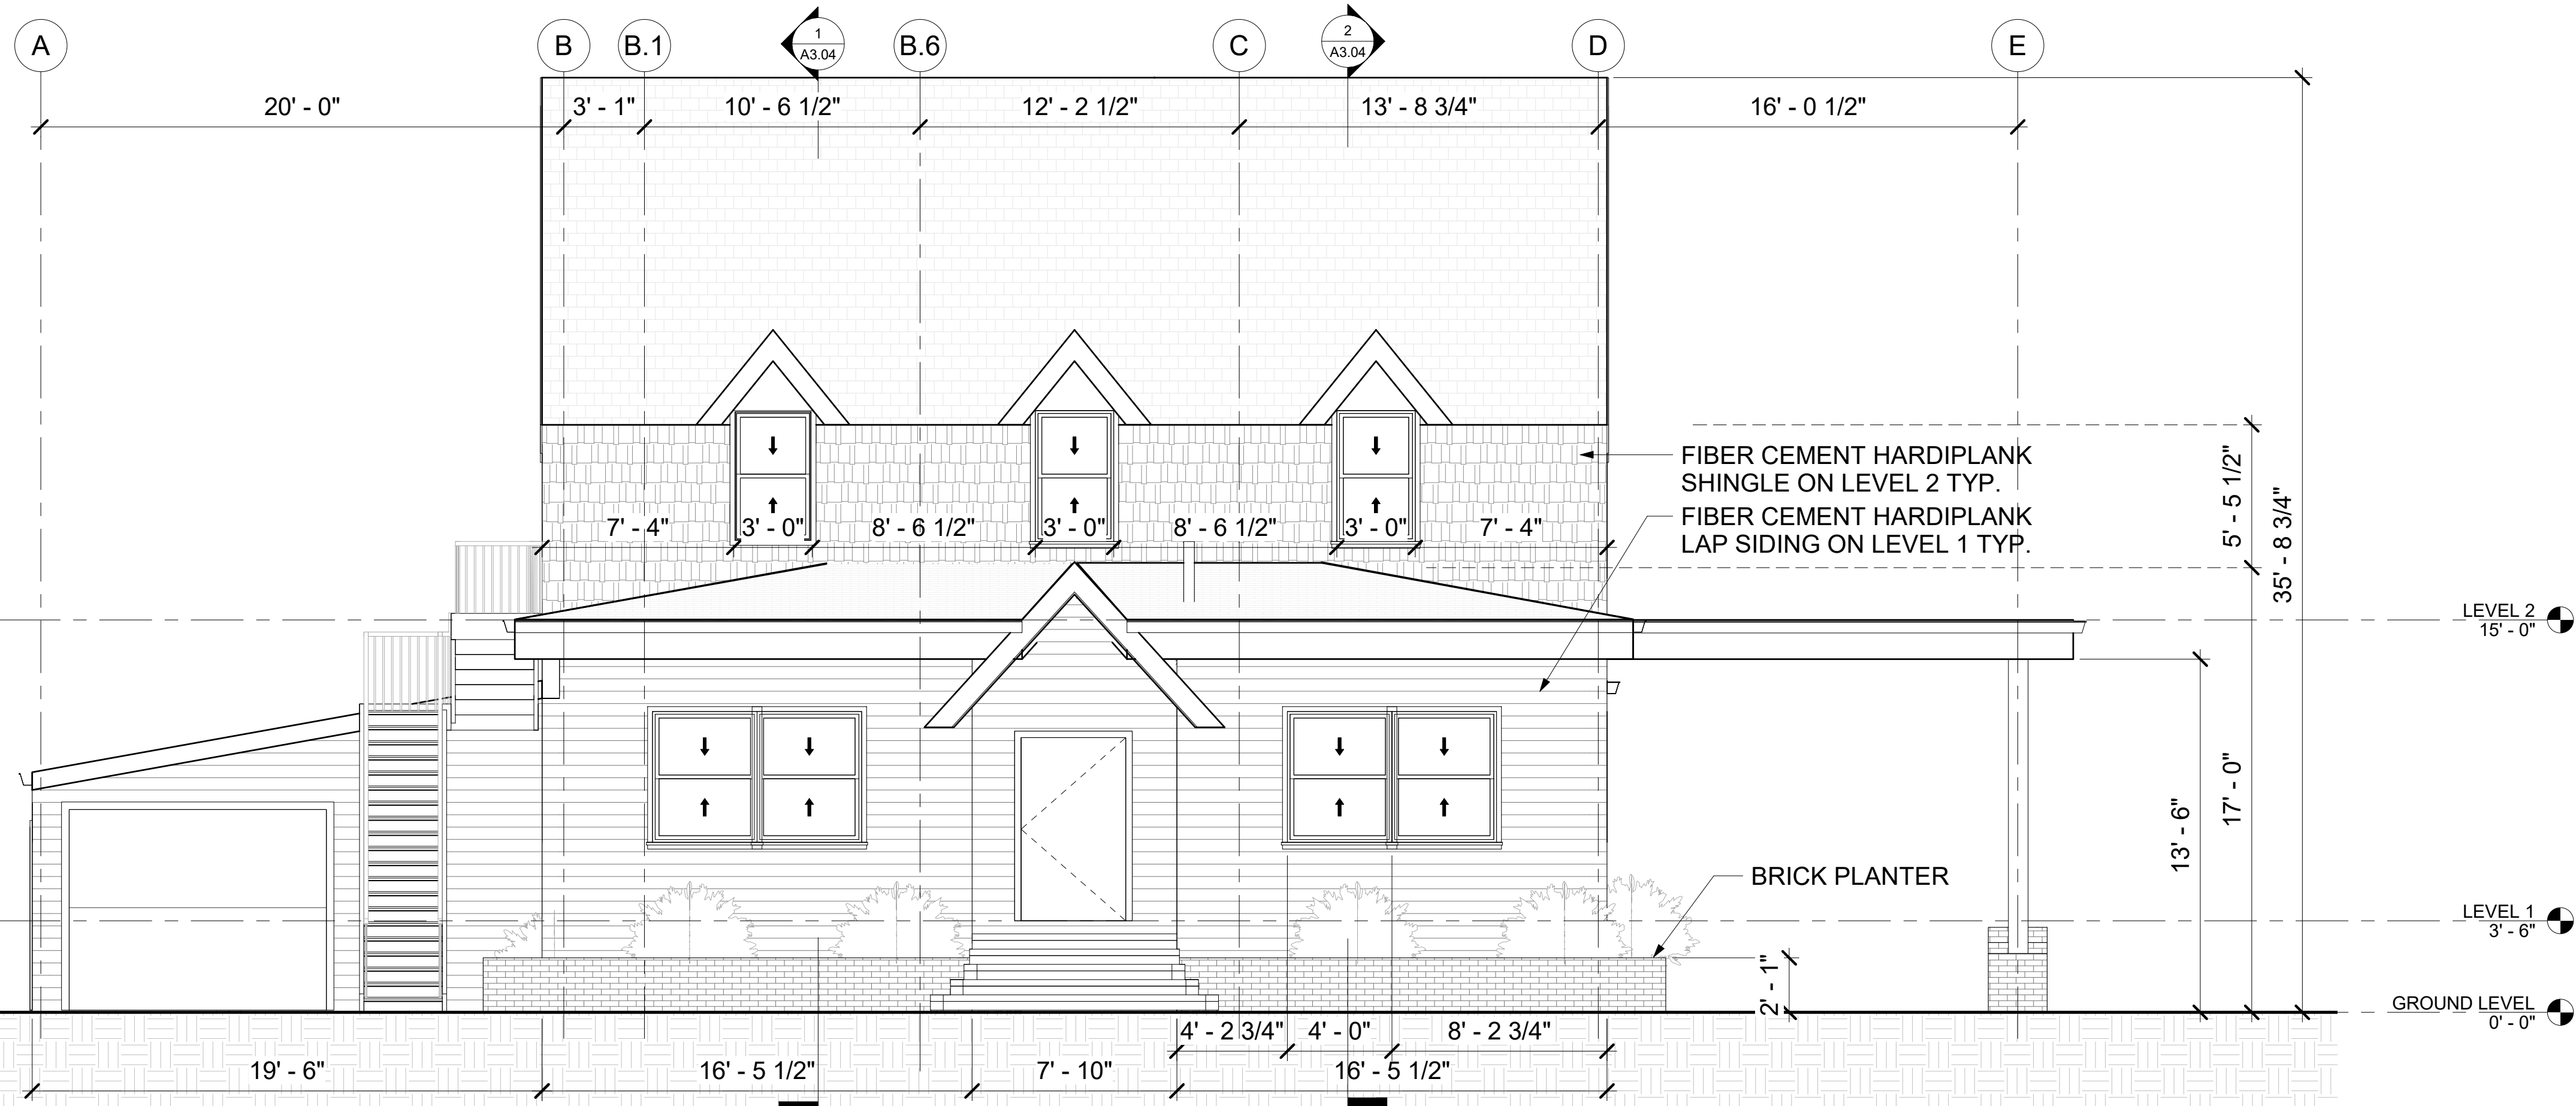 A
B
B.1
1
A3.04
B.6
C
2
A3.04
D
E
20' - 0"
3' - 1"
10' - 6 1/2"
12' - 2 1/2"
13' - 8 3/4"
16' - 0 1/2"
FIBER CEMENT HARDIPLANK
SHINGLE ON LEVEL 2 TYP.
FIBER CEMENT HARDIPLANK
LAP SIDING ON LEVEL 1 TYP.
7' - 4"
3' - 0"
8' - 6 1/2"
3' - 0"
8' - 6 1/2"
3' - 0"
7' - 4"
5' - 5 1/2"
35' - 8 3/4"
LEVEL 2
15' - 0"
17' - 0"
13' - 6"
BRICK PLANTER
LEVEL 1
3' - 6"
2' - 1"
GROUND LEVEL
0' - 0"
4' - 2 3/4"
4' - 0"
8' - 2 3/4"
19' - 6"
16' - 5 1/2"
7' - 10"
16' - 5 1/2"